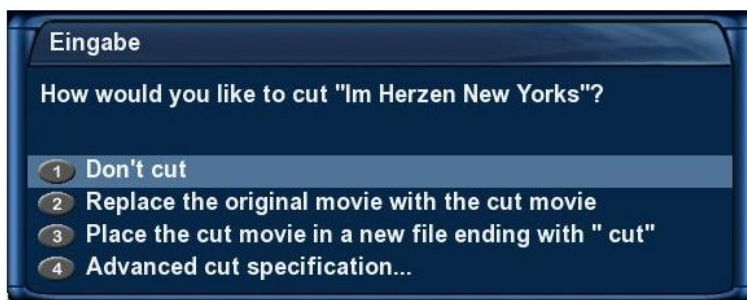 Eingabe
How would you like to cut "Im Herzen New Yorks"?
1 Don't cut
2 Replace the original movie with the cut movie
3 Place the cut movie in a new file ending with " cut"
4 Advanced cut specification...